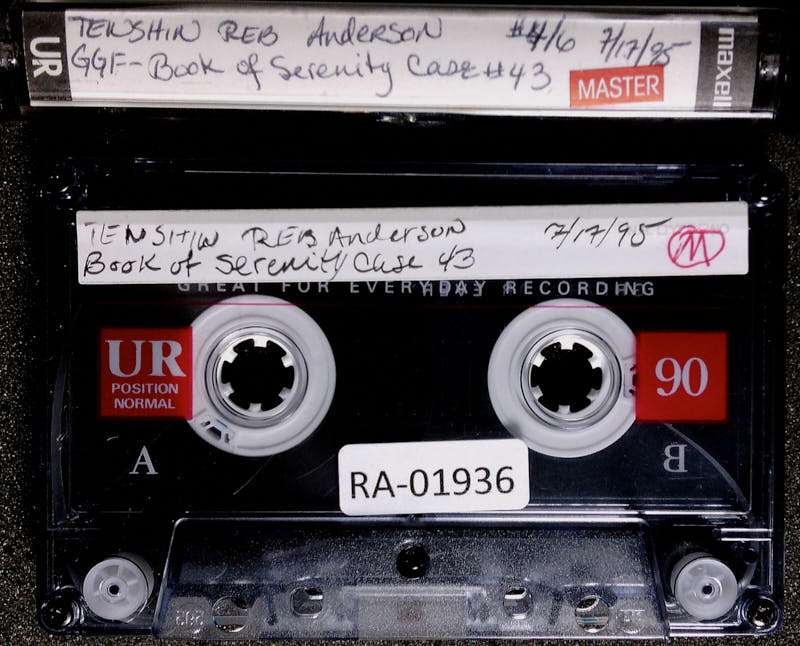 UR
TENSHIN REB ANDERSON #4/6 7/17/95
GGF-Book of Serenity Case #43
MASTER
maxell
TENSHIN REB Anderson 7/17/95 M
Book of Serenity Case 43
GREAT FOR EVERYDAY RECORDING
UR
POSITION
NORMAL
90
A
B
RA-01936